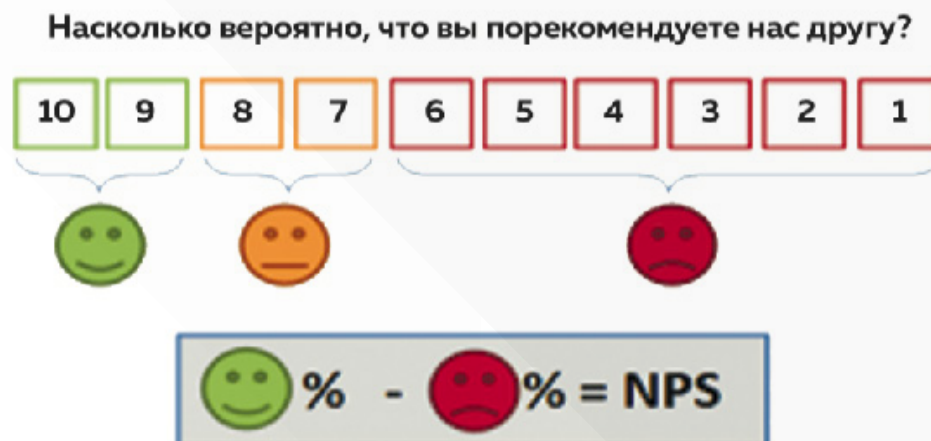 Насколько вероятно, что вы порекомендуете нас другу?
10 9 8 7 6 5 4 3 2 1
% - % = NPS